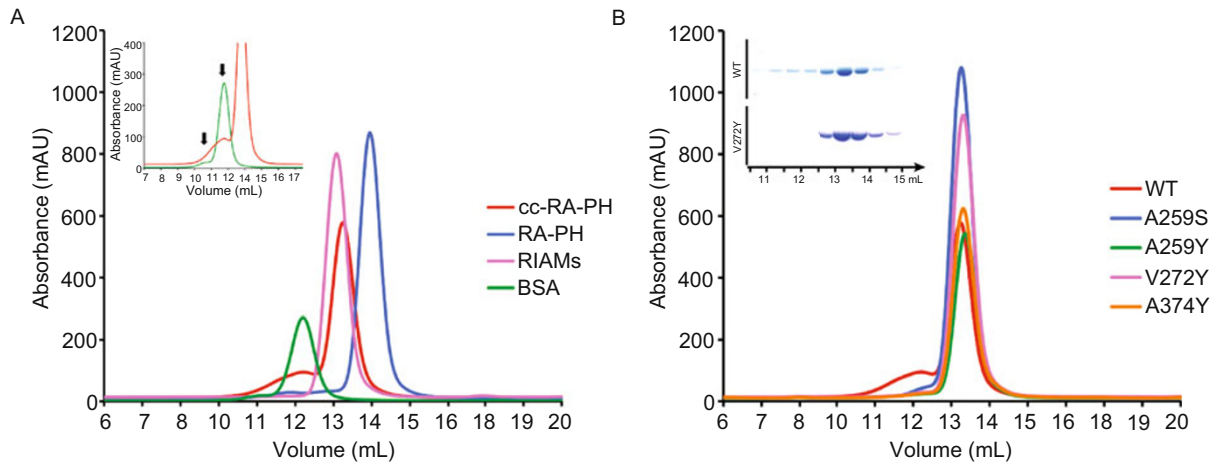 A
1200
1000
800
600
400
200
0
Absorbance (mAU)
6 7 8 9 10 11 12 13 14 15 16 17 18 19 20
Volume (mL)
400
300
200
100
0
Absorbance (mAU)
7 8 9 10 11 12 13 14 15 16 17
Volume (mL)
cc-RA-PH
RA-PH
RIAMs
BSA
B
1200
1000
800
600
400
200
0
Absorbance (mAU)
6 7 8 9 10 11 12 13 14 15 16 17 18 19 20
Volume (mL)
WT
V272Y
11 12 13 14 15 mL
WT
A259S
A259Y
V272Y
A374Y